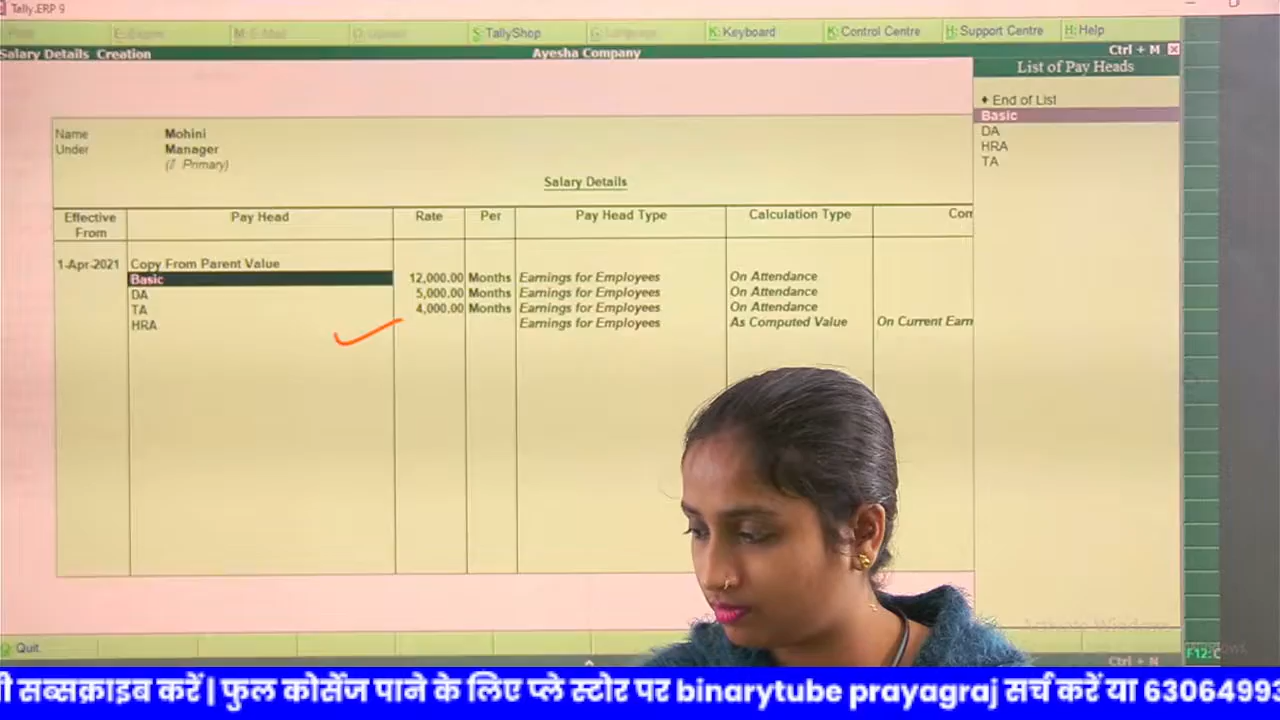 Tally.ERP 9
S: TallyShop
K: Keyboard
K: Control Centre
H: Support Centre
H: Help
Salary Details Creation
Ayesha Company
Ctrl + M
List of Pay Heads
♦ End of List
Basic
DA
HRA
TA
Name Mohini
Under Manager
Primary)
Salary Details
Effective From Pay Head Rate Per Pay Head Type Calculation Type Con
1-Apr-2021 Copy From Parent Value
Basic 12,000.00 Months Earnings for Employees On Attendance
DA 5,000.00 Months Earnings for Employees On Attendance
TA 4,000.00 Months Earnings for Employees On Attendance
HRA Earnings for Employees As Computed Value On Current Earn
Activate Windows
Quit
F12:C
Ctrl + N
ी सब्सक्राइब करें | फुल कोर्सेज पाने के लिए प्ले स्टोर पर binarytube prayagraj सर्च करें या 63064993